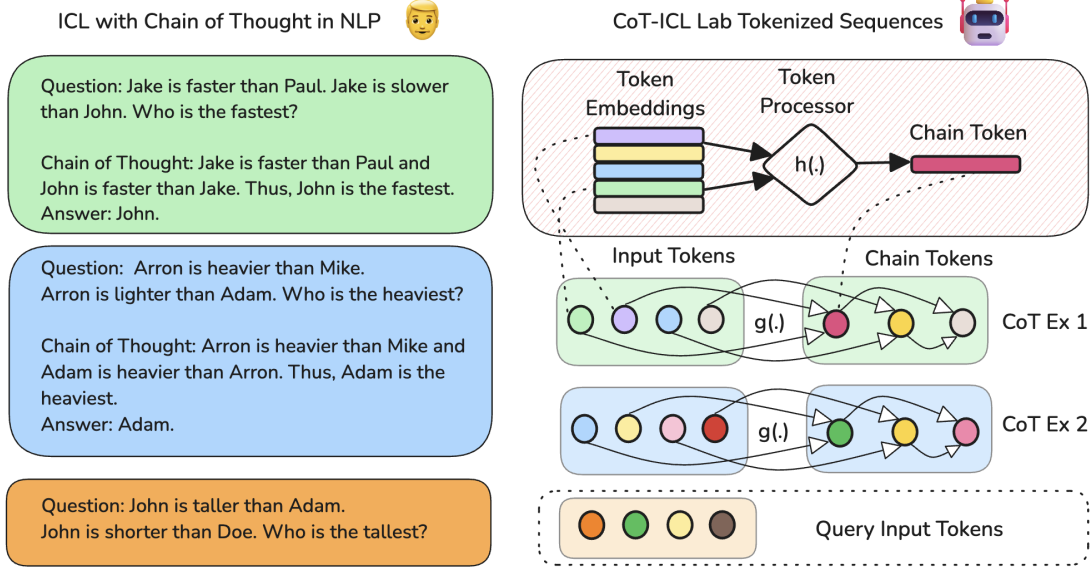 ICL with Chain of Thought in NLP
Question: Jake is faster than Paul. Jake is slower
than John. Who is the fastest?
Chain of Thought: Jake is faster than Paul and
John is faster than Jake. Thus, John is the fastest.
Answer: John.
Question: Arron is heavier than Mike.
Arron is lighter than Adam. Who is the heaviest?
Chain of Thought: Arron is heavier than Mike and
Adam is heavier than Arron. Thus, Adam is the
heaviest.
Answer: Adam.
Question: John is taller than Adam.
John is shorter than Doe. Who is the tallest?
CoT-ICL Lab Tokenized Sequences
Token
Embeddings
Token
Processor
h(.)
Chain Token
Input Tokens
Chain Tokens
g(.)
CoT Ex 1
g(.)
CoT Ex 2
Query Input Tokens